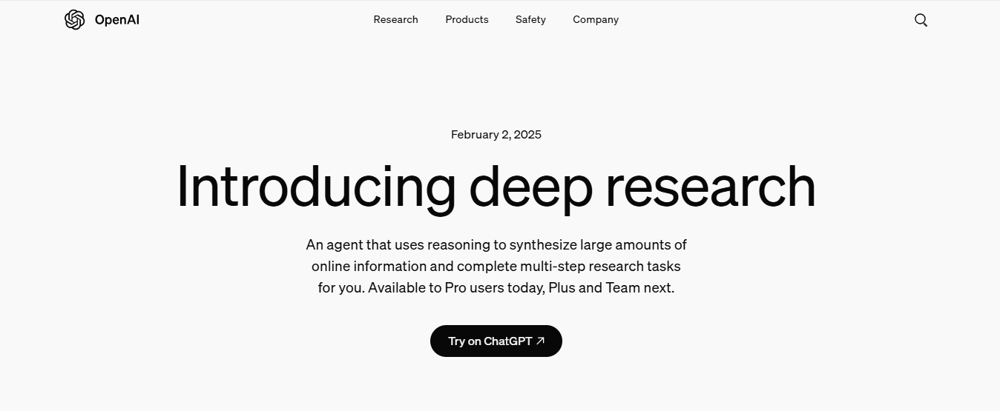 OpenAI
Research Products Safety Company
February 2, 2025
Introducing deep research
An agent that uses reasoning to synthesize large amounts of
online information and complete multi-step research tasks
for you. Available to Pro users today, Plus and Team next.
Try on ChatGPT ↗